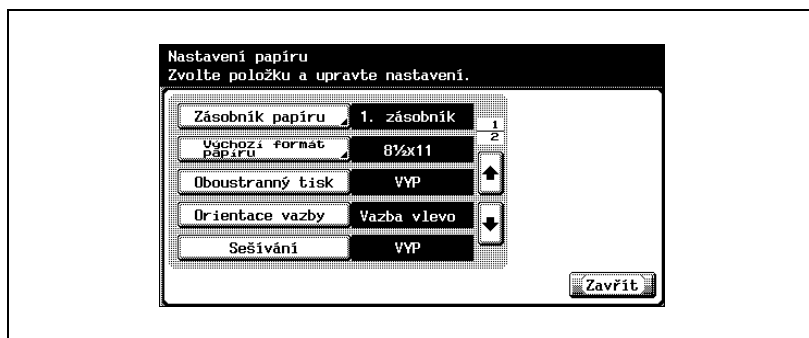 Nastavení papíru
Zvolte položku a upravte nastavení.
Zásobník papíru 1. zásobník
Výchozí formát
papíru
8½x11
Oboustranný tisk VYP
Orientace vazby Vazba vlevo
Sešívání VYP
1
2
Zavřít